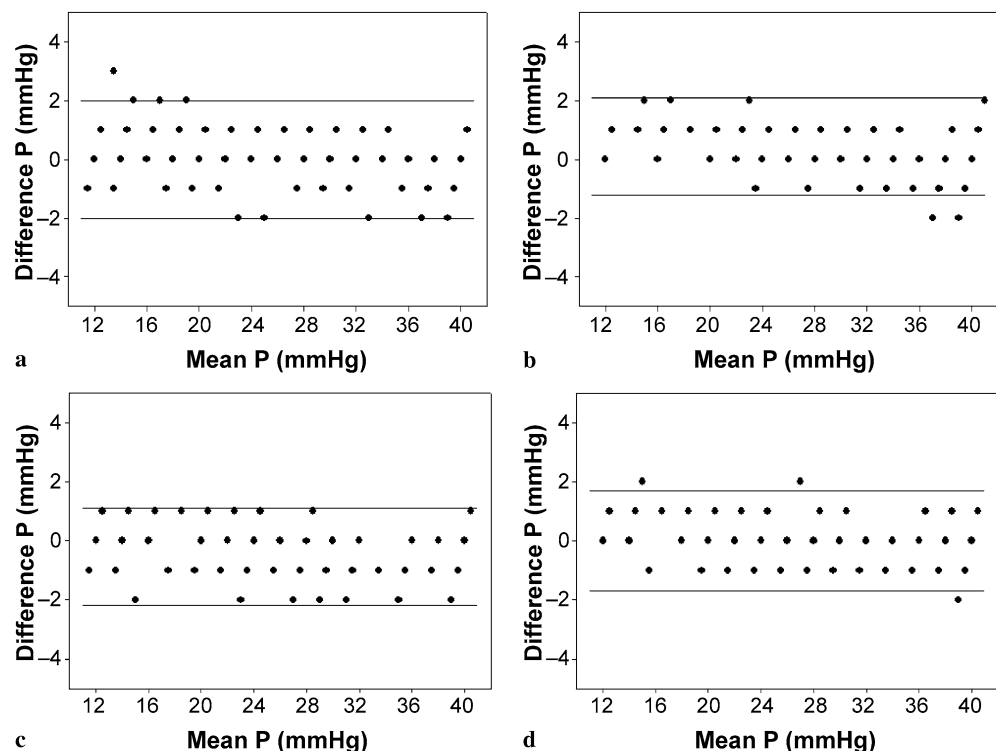 Difference P (mmHg)
4
2
0
–2
–4
12 16 20 24 28 32 36 40
a Mean P (mmHg)
Difference P (mmHg)
4
2
0
–2
–4
12 16 20 24 28 32 36 40
b Mean P (mmHg)
Difference P (mmHg)
4
2
0
–2
–4
12 16 20 24 28 32 36 40
c Mean P (mmHg)
Difference P (mmHg)
4
2
0
–2
–4
12 16 20 24 28 32 36 40
d Mean P (mmHg)